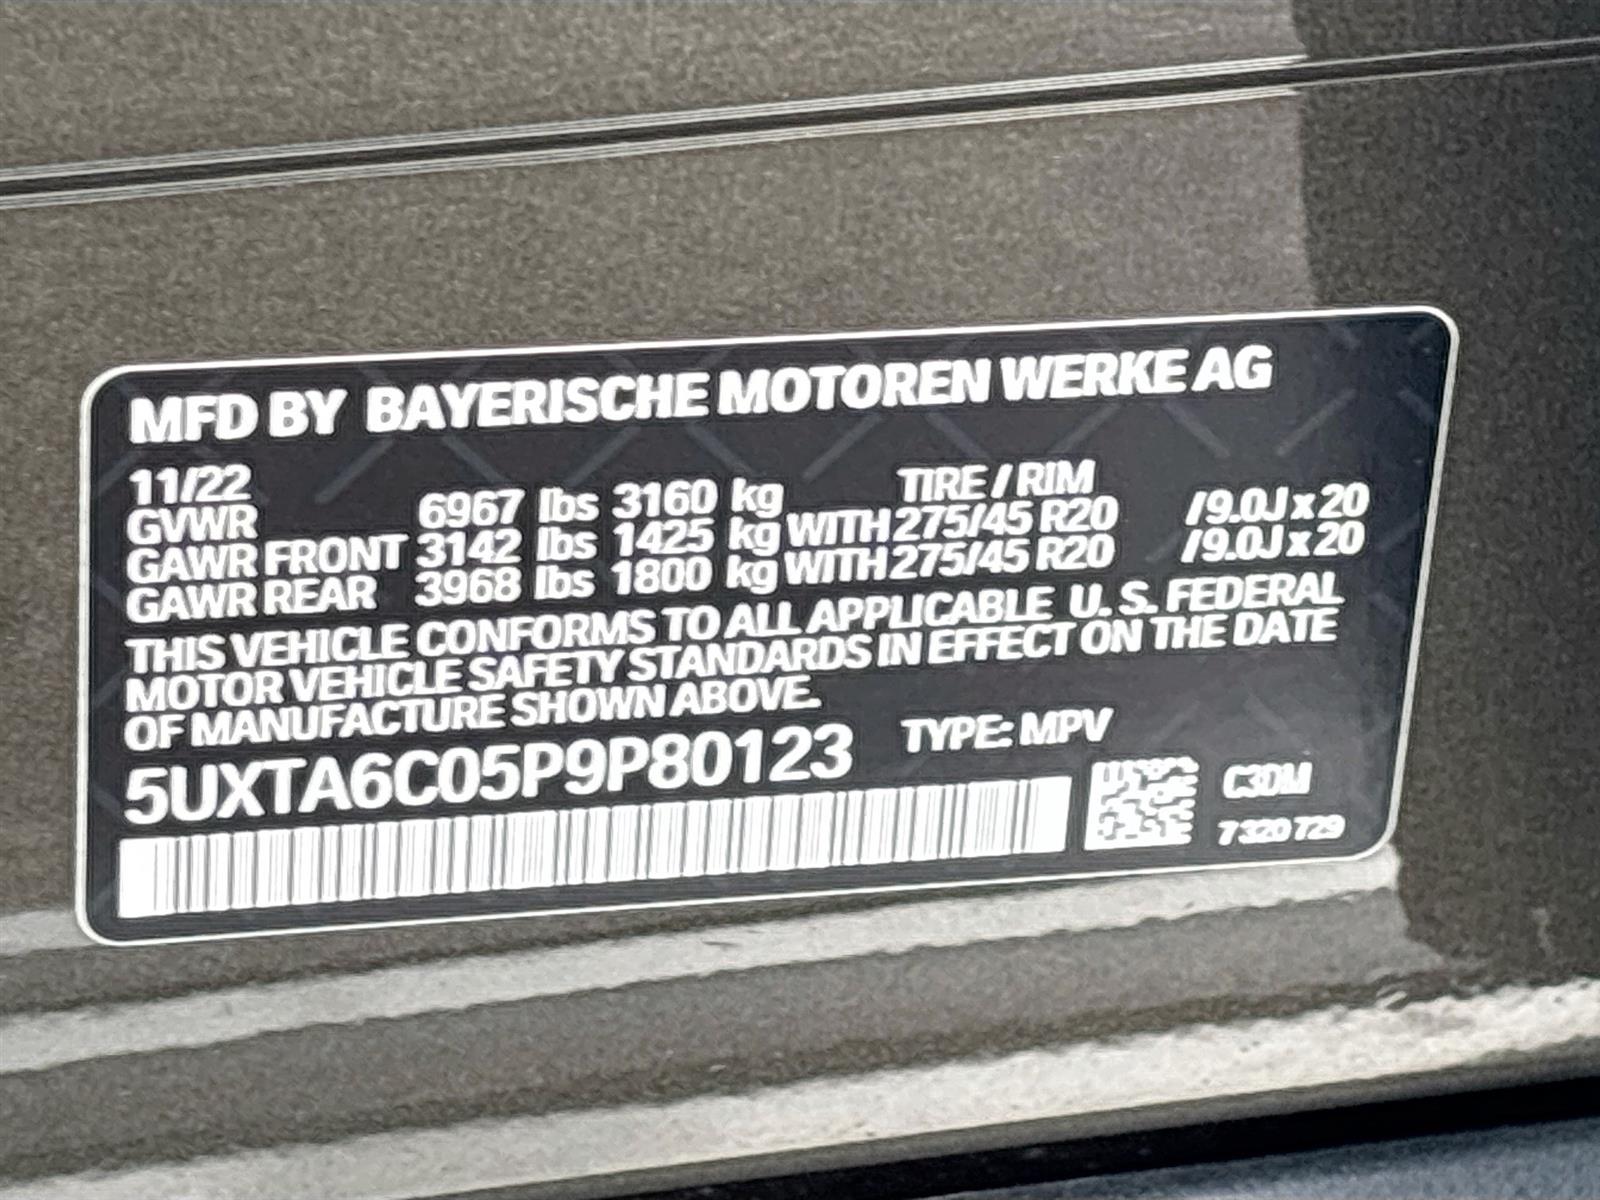 MFD BY BAYERISCHE MOTOREN WERKE AG
11/22 TIRE / RIM
GVWR 6967 lbs 3160 kg
GAWR FRONT 3142 lbs 1425 kg WITH 275/45 R20 /9.0J x 20
GAWR REAR 3968 lbs 1800 kg WITH 275/45 R20 /9.0J x 20
THIS VEHICLE CONFORMS TO ALL APPLICABLE U. S. FEDERAL
MOTOR VEHICLE SAFETY STANDARDS IN EFFECT ON THE DATE
OF MANUFACTURE SHOWN ABOVE.
5UXTA6C05P9P80123 TYPE: MPV
C3DM
7 320 729